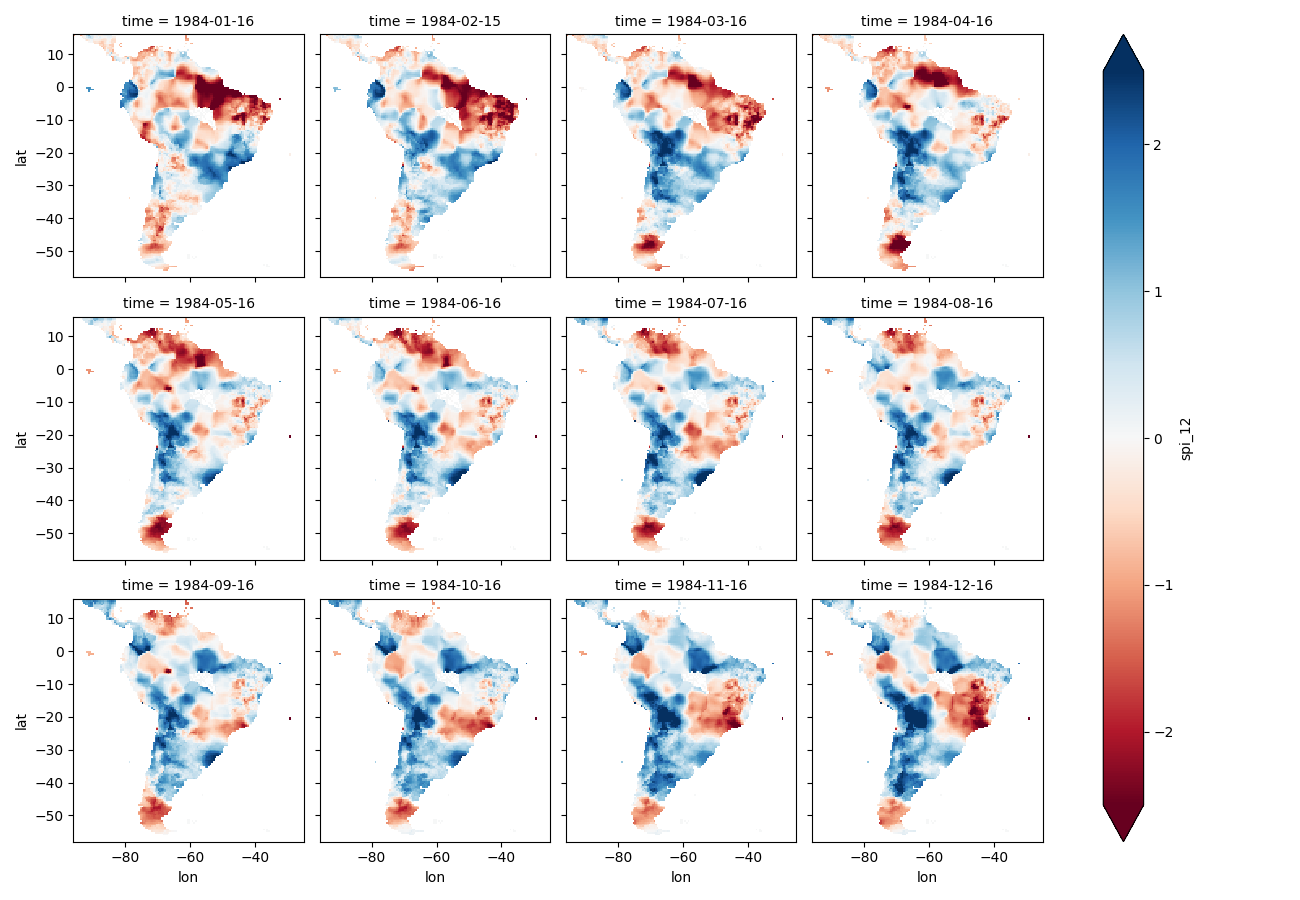 time = 1984-01-16
time = 1984-02-15
time = 1984-03-16
time = 1984-04-16
10
0
−10
−20
−30
−40
−50
lat
time = 1984-05-16
time = 1984-06-16
time = 1984-07-16
time = 1984-08-16
10
0
−10
−20
−30
−40
−50
lat
time = 1984-09-16
time = 1984-10-16
time = 1984-11-16
time = 1984-12-16
10
0
−10
−20
−30
−40
−50
lat
−80
−60
−40
lon
−80
−60
−40
lon
−80
−60
−40
lon
−80
−60
−40
lon
2
1
0
−1
−2
spi_12